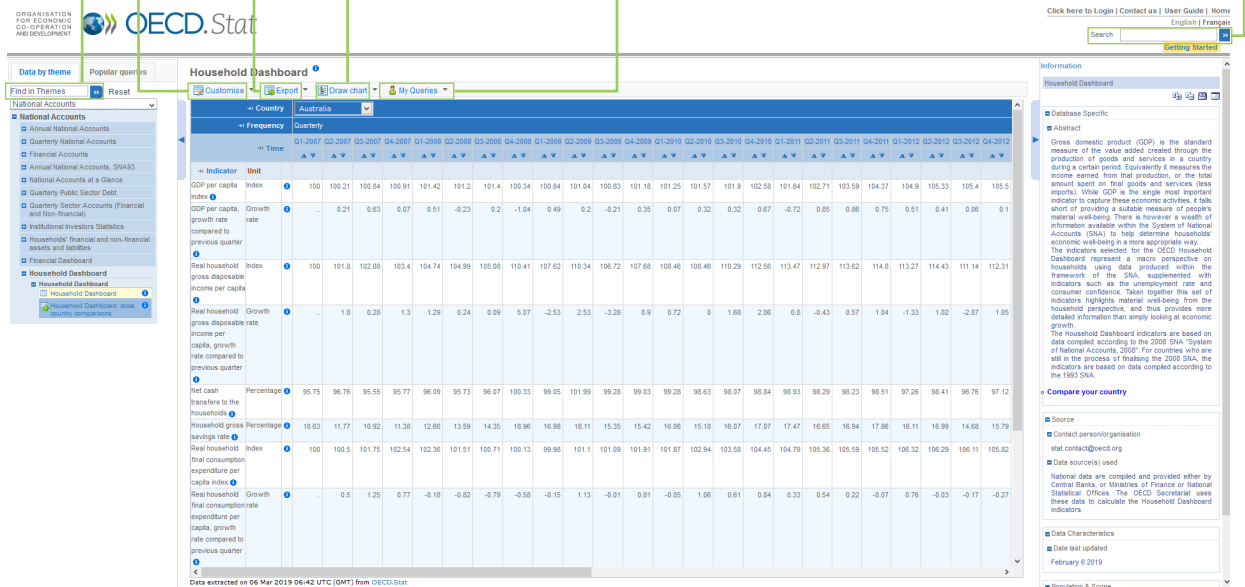 ORGANISATION
FOR ECONOMIC
CO-OPERATION
AND DEVELOPMENT
OECD.Stat
Click here to Login | Contact us | User Guide | Home
English | Françai
Search »
Getting Started
Data by theme Popular queries
Find in Themes » Reset
National Accounts
National Accounts
Annual National Accounts
Quarterly National Accounts
Financial Accounts
Annual National Accounts, SNA93
National Accounts at a Glance
Quarterly Public Sector Debt
Quarterly Sector Accounts (Financial
and Non-financial)
Institutional Investors Statistics
Households' financial and non-financial
assets and liabilities
Financial Dashboard
Household Dashboard
Household Dashboard
Household Dashboard
Household Dashboard: cross
country comparisons
Household Dashboard
Customise Export Draw chart My Queries
Country Australia
Frequency Quarterly
Time Q1-2007 Q2-2007 Q3-2007 Q4-2007 Q1-2008 Q2-2008 Q3-2008 Q4-2008 Q1-2009 Q2-2009 Q3-2009 Q4-2009 Q1-2010 Q2-2010 Q3-2010 Q4-2010 Q1-2011 Q2-2011 Q3-2011 Q4-2011 Q1-2012 Q2-2012 Q3-2012 Q4-2012
Indicator Unit
GDP per capita Index 100 100.21 100.84 100.91 101.42 101.2 101.4 100.34 100.84 101.04 100.83 101.18 101.25 101.57 101.9 102.58 101.84 102.71 103.59 104.37 104.9 105.33 105.4 105.5
index
GDP per capita, Growth .. 0.21 0.63 0.07 0.51 -0.23 0.2 -1.04 0.49 0.2 -0.21 0.35 0.07 0.32 0.32 0.67 -0.72 0.85 0.86 0.75 0.51 0.41 0.06 0.1
growth rate rate
compared to
previous quarter
Real household Index 100 101.8 102.08 103.4 104.74 104.99 105.08 110.41 107.62 110.34 106.72 107.68 108.46 108.46 110.29 112.56 113.47 112.97 113.62 114.8 113.27 114.43 111.14 112.31
gross disposable
income per capita
Real household Growth .. 1.8 0.28 1.3 1.29 0.24 0.09 5.07 -2.53 2.53 -3.28 0.9 0.72 0 1.68 2.06 0.8 -0.43 0.57 1.04 -1.33 1.02 -2.87 1.05
gross disposable rate
income per
capita, growth
rate compared to
previous quarter
Net cash Percentage 95.75 96.76 95.55 95.77 96.09 95.73 96.07 100.33 99.05 101.99 99.28 99.03 99.28 98.63 98.07 98.84 98.93 98.29 98.23 98.51 97.26 98.41 96.76 97.12
transfers to the
households
Household gross Percentage 10.63 11.77 10.92 11.38 12.66 13.59 14.35 18.96 16.98 18.11 15.35 15.42 16.06 15.18 16.07 17.07 17.47 16.65 16.94 17.86 16.11 16.99 14.68 15.79
savings rate
Real household Index 100 100.5 101.75 102.54 102.36 101.51 100.71 100.13 99.98 101.1 101.09 101.91 101.87 102.94 103.58 104.45 104.79 105.36 105.59 105.52 106.32 106.29 106.11 105.82
final consumption
expenditure per
capita index
Real household Growth .. 0.5 1.25 0.77 -0.18 -0.82 -0.79 -0.58 -0.15 1.13 -0.01 0.81 -0.05 1.06 0.61 0.84 0.33 0.54 0.22 -0.07 0.76 -0.03 -0.17 -0.27
final consumption rate
expenditure per
capita, growth
rate compared to
previous quarter
Data extracted on 06 Mar 2019 06:42 UTC (GMT) from OECD.Stat
Information
Household Dashboard
Database Specific
Abstract
Gross domestic product (GDP) is the standard
measure of the value added created through the
production of goods and services in a country
during a certain period. Equivalently it measures the
income earned from that production, or the total
amount spent on final goods and services (less
imports). While GDP is the single most important
indicator to capture these economic activities, it falls
short of providing a suitable measure of people's
material well-being. There is however a wealth of
information available within the System of National
Accounts (SNA) to help determine households'
economic well-being in a more appropriate way.
The indicators selected for the OECD Household
Dashboard represent a macro perspective on
households using data produced within the
framework of the SNA, supplemented with
indicators such as the unemployment rate and
consumer confidence. Taken together this set of
indicators highlights material well-being from the
household perspective, and thus provides more
detailed information than simply looking at economic
growth.
The Household Dashboard indicators are based on
data compiled according to the 2008 SNA "System
of National Accounts, 2008". For countries who are
still in the process of finalising the 2008 SNA, the
indicators are based on data compiled according to
the 1993 SNA.
Compare your country
Source
Contact person/organisation
stat.contact@oecd.org
Data source(s) used
National data are compiled and provided either by
Central Banks, or Ministries of Finance or National
Statistical Offices. The OECD Secretariat uses
these data to calculate the Household Dashboard
indicators.
Data Characteristics
Date last updated
February 6 2019
Population & Scope